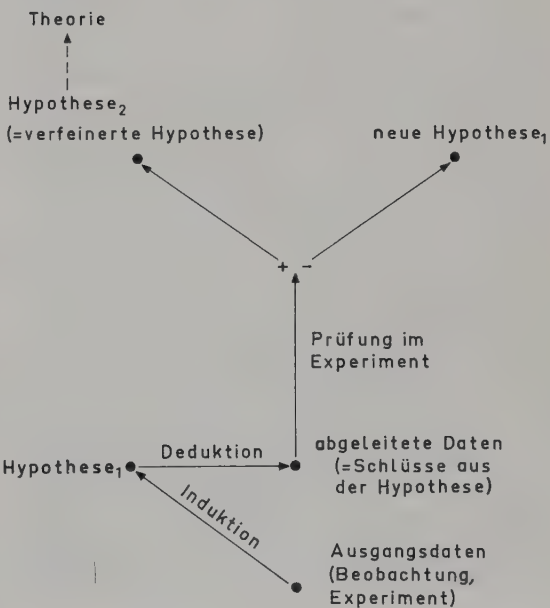 Theorie
Hypothese₂
(=verfeinerte Hypothese)
neue Hypothese₁
+ -
Prüfung im
Experiment
Hypothese₁
Deduktion
abgeleitete Daten
(=Schlüsse aus
der Hypothese)
Induktion
Ausgangsdaten
(Beobachtung,
Experiment)